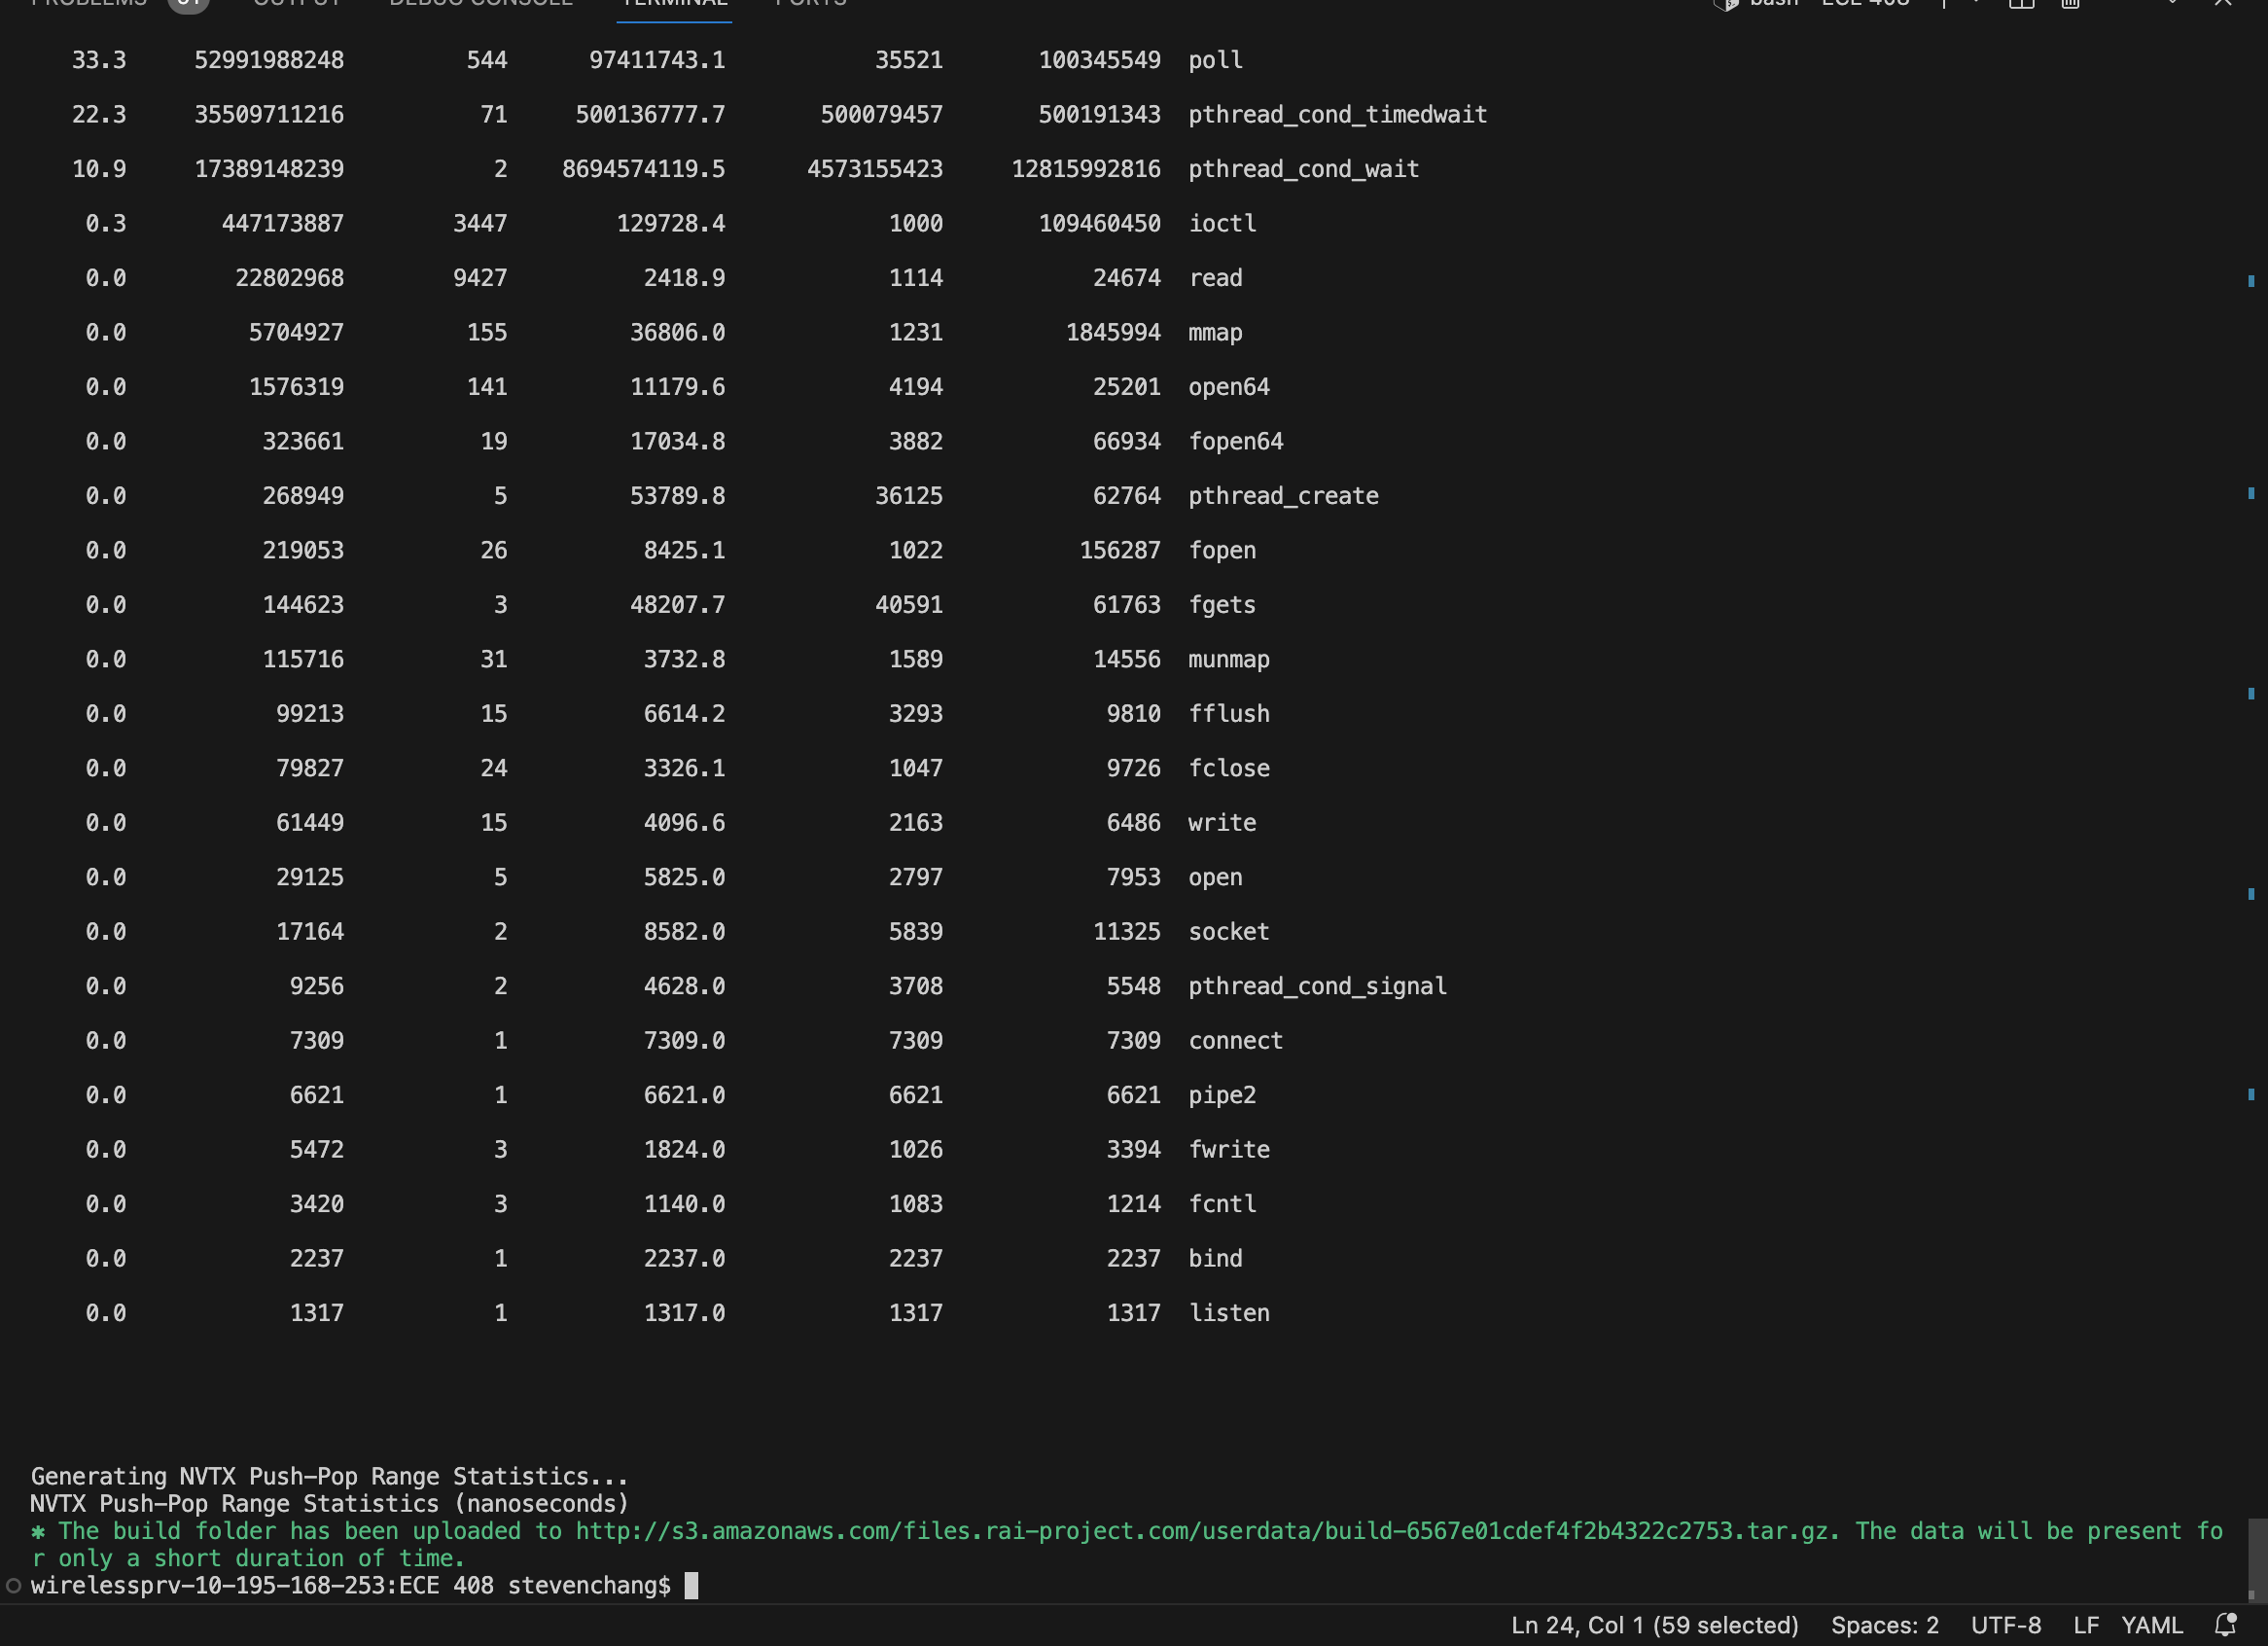 PROBLEMS OUTPUT DEBUG CONSOLE TERMINAL PORTS bash - ECE 408
33.3 52991988248 544 97411743.1 35521 100345549 poll
22.3 35509711216 71 500136777.7 500079457 500191343 pthread_cond_timedwait
10.9 17389148239 2 8694574119.5 4573155423 12815992816 pthread_cond_wait
0.3 447173887 3447 129728.4 1000 109460450 ioctl
0.0 22802968 9427 2418.9 1114 24674 read
0.0 5704927 155 36806.0 1231 1845994 mmap
0.0 1576319 141 11179.6 4194 25201 open64
0.0 323661 19 17034.8 3882 66934 fopen64
0.0 268949 5 53789.8 36125 62764 pthread_create
0.0 219053 26 8425.1 1022 156287 fopen
0.0 144623 3 48207.7 40591 61763 fgets
0.0 115716 31 3732.8 1589 14556 munmap
0.0 99213 15 6614.2 3293 9810 fflush
0.0 79827 24 3326.1 1047 9726 fclose
0.0 61449 15 4096.6 2163 6486 write
0.0 29125 5 5825.0 2797 7953 open
0.0 17164 2 8582.0 5839 11325 socket
0.0 9256 2 4628.0 3708 5548 pthread_cond_signal
0.0 7309 1 7309.0 7309 7309 connect
0.0 6621 1 6621.0 6621 6621 pipe2
0.0 5472 3 1824.0 1026 3394 fwrite
0.0 3420 3 1140.0 1083 1214 fcntl
0.0 2237 1 2237.0 2237 2237 bind
0.0 1317 1 1317.0 1317 1317 listen
Generating NVTX Push-Pop Range Statistics...
NVTX Push-Pop Range Statistics (nanoseconds)
✱ The build folder has been uploaded to http://s3.amazonaws.com/files.rai-project.com/userdata/build-6567e01cdef4f2b4322c2753.tar.gz. The data will be present fo
r only a short duration of time.
wirelessprv-10-195-168-253:ECE 408 stevenchang$
Ln 24, Col 1 (59 selected) Spaces: 2 UTF-8 LF YAML